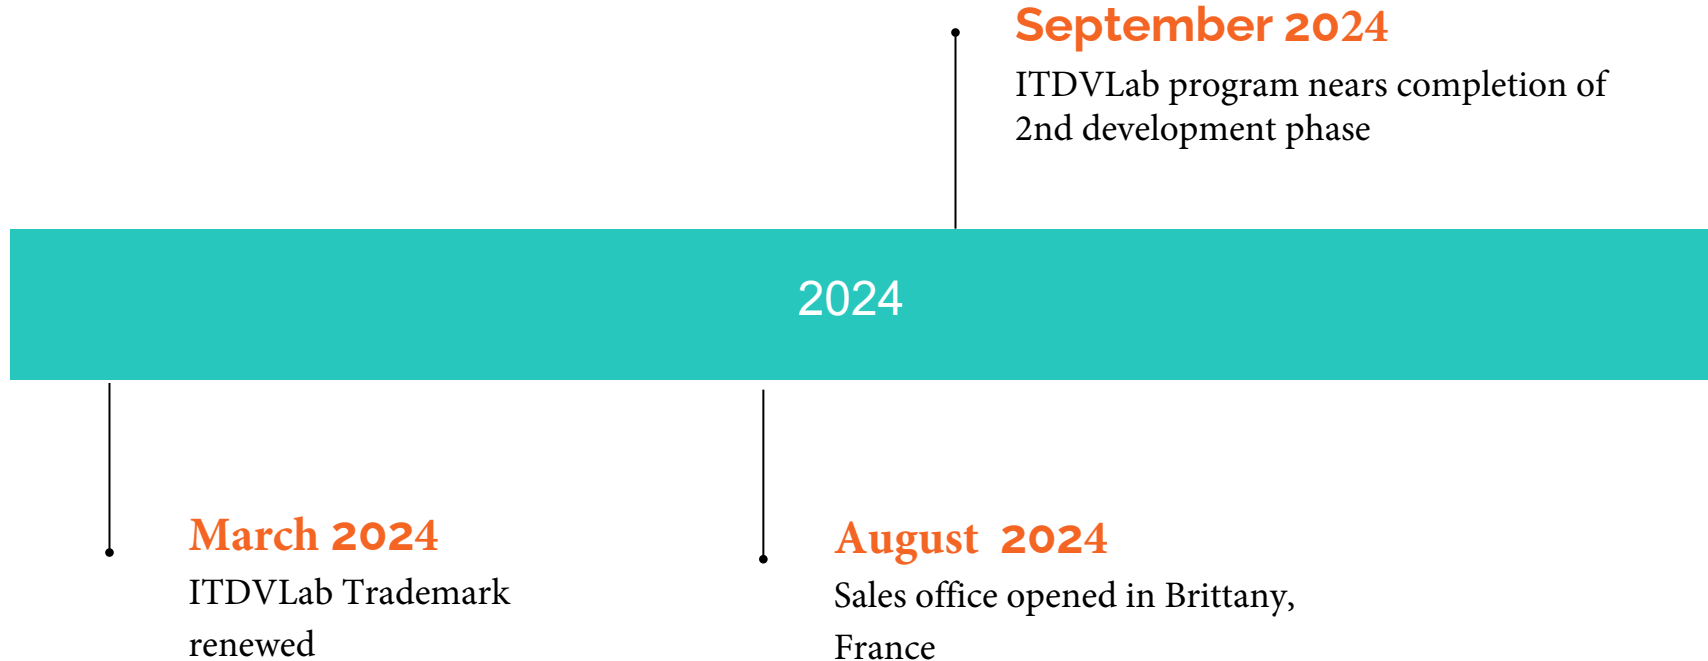 September 2024
ITDVLab program nears completion of
2nd development phase
2024
March 2024
ITDVLab Trademark
renewed
August 2024
Sales office opened in Brittany,
France